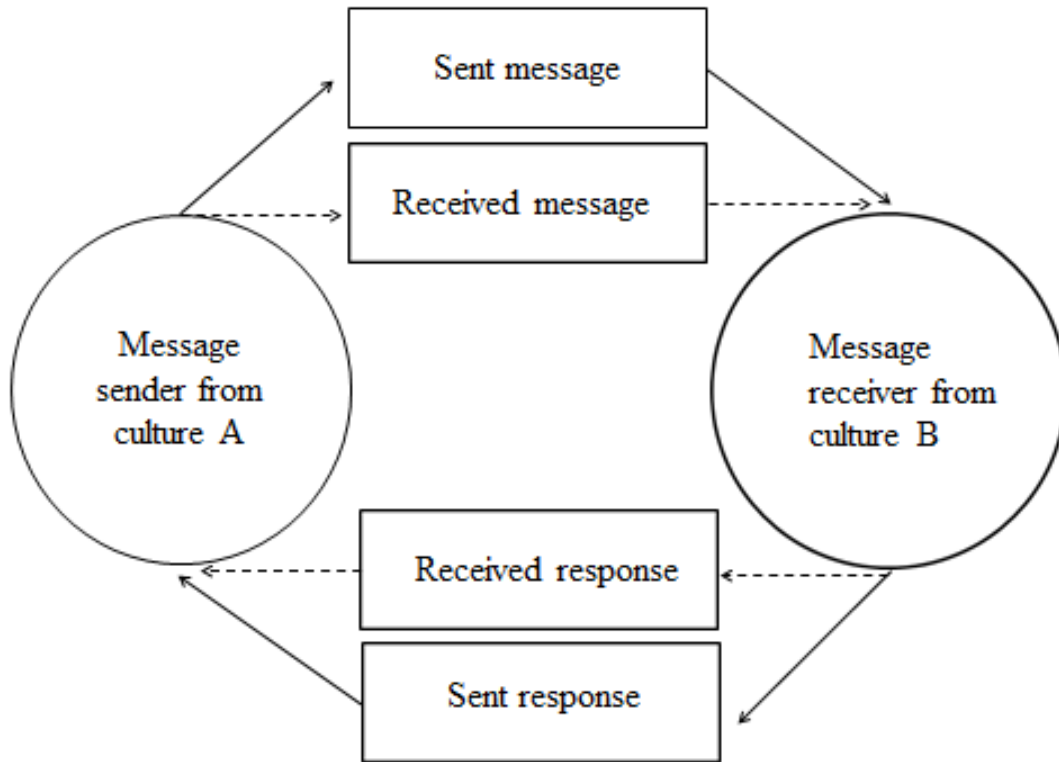 Sent message
Received message
Message
sender from
culture A
Message
receiver from
culture B
Received response
Sent response